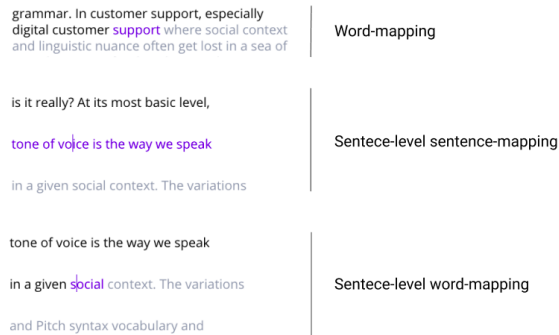 grammar. In customer support, especially
digital customer support where social context
and linguistic nuance often get lost in a sea of
Word-mapping
is it really? At its most basic level,
tone of voice is the way we speak
in a given social context. The variations
Sentece-level sentence-mapping
tone of voice is the way we speak
in a given social context. The variations
and Pitch syntax vocabulary and
Sentece-level word-mapping